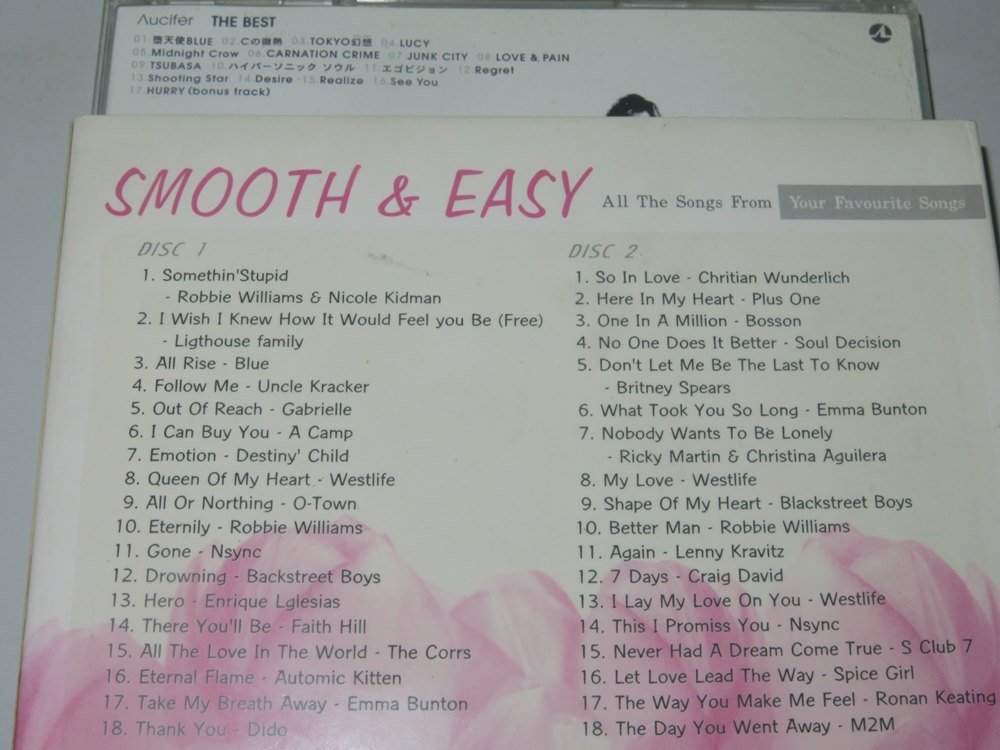 Λucifer THE BEST
01.堕天使BLUE 02.Cの微熱 03.TOKYO幻想 04.LUCY
05.Midnight Crow 06.CARNATION CRIME 07.JUNK CITY 08.LOVE & PAIN
09.TSUBASA 10.ハイパーソニック ソウル 11.エゴビジョン 12.Regret
13.Shooting Star 14.Desire 15.Realize 16.See You
17.HURRY (bonus track)
SMOOTH & EASY All The Songs From Your Favourite Songs
DISC 1
1. Somethin'Stupid
- Robbie Williams & Nicole Kidman
2. I Wish I Knew How It Would Feel you Be (Free)
- Ligthouse family
3. All Rise - Blue
4. Follow Me - Uncle Kracker
5. Out Of Reach - Gabrielle
6. I Can Buy You - A Camp
7. Emotion - Destiny' Child
8. Queen Of My Heart - Westlife
9. All Or Northing - O-Town
10. Eternily - Robbie Williams
11. Gone - Nsync
12. Drowning - Backstreet Boys
13. Hero - Enrique Lglesias
14. There You'll Be - Faith Hill
15. All The Love In The World - The Corrs
16. Eternal Flame - Automic Kitten
17. Take My Breath Away - Emma Bunton
18. Thank You - Dido
DISC 2
1. So In Love - Chritian Wunderlich
2. Here In My Heart - Plus One
3. One In A Million - Bosson
4. No One Does It Better - Soul Decision
5. Don't Let Me Be The Last To Know
- Britney Spears
6. What Took You So Long - Emma Bunton
7. Nobody Wants To Be Lonely
- Ricky Martin & Christina Aguilera
8. My Love - Westlife
9. Shape Of My Heart - Blackstreet Boys
10. Better Man - Robbie Williams
11. Again - Lenny Kravitz
12. 7 Days - Craig David
13. I Lay My Love On You - Westlife
14. This I Promiss You - Nsync
15. Never Had A Dream Come True - S Club 7
16. Let Love Lead The Way - Spice Girl
17. The Way You Make Me Feel - Ronan Keating
18. The Day You Went Away - M2M